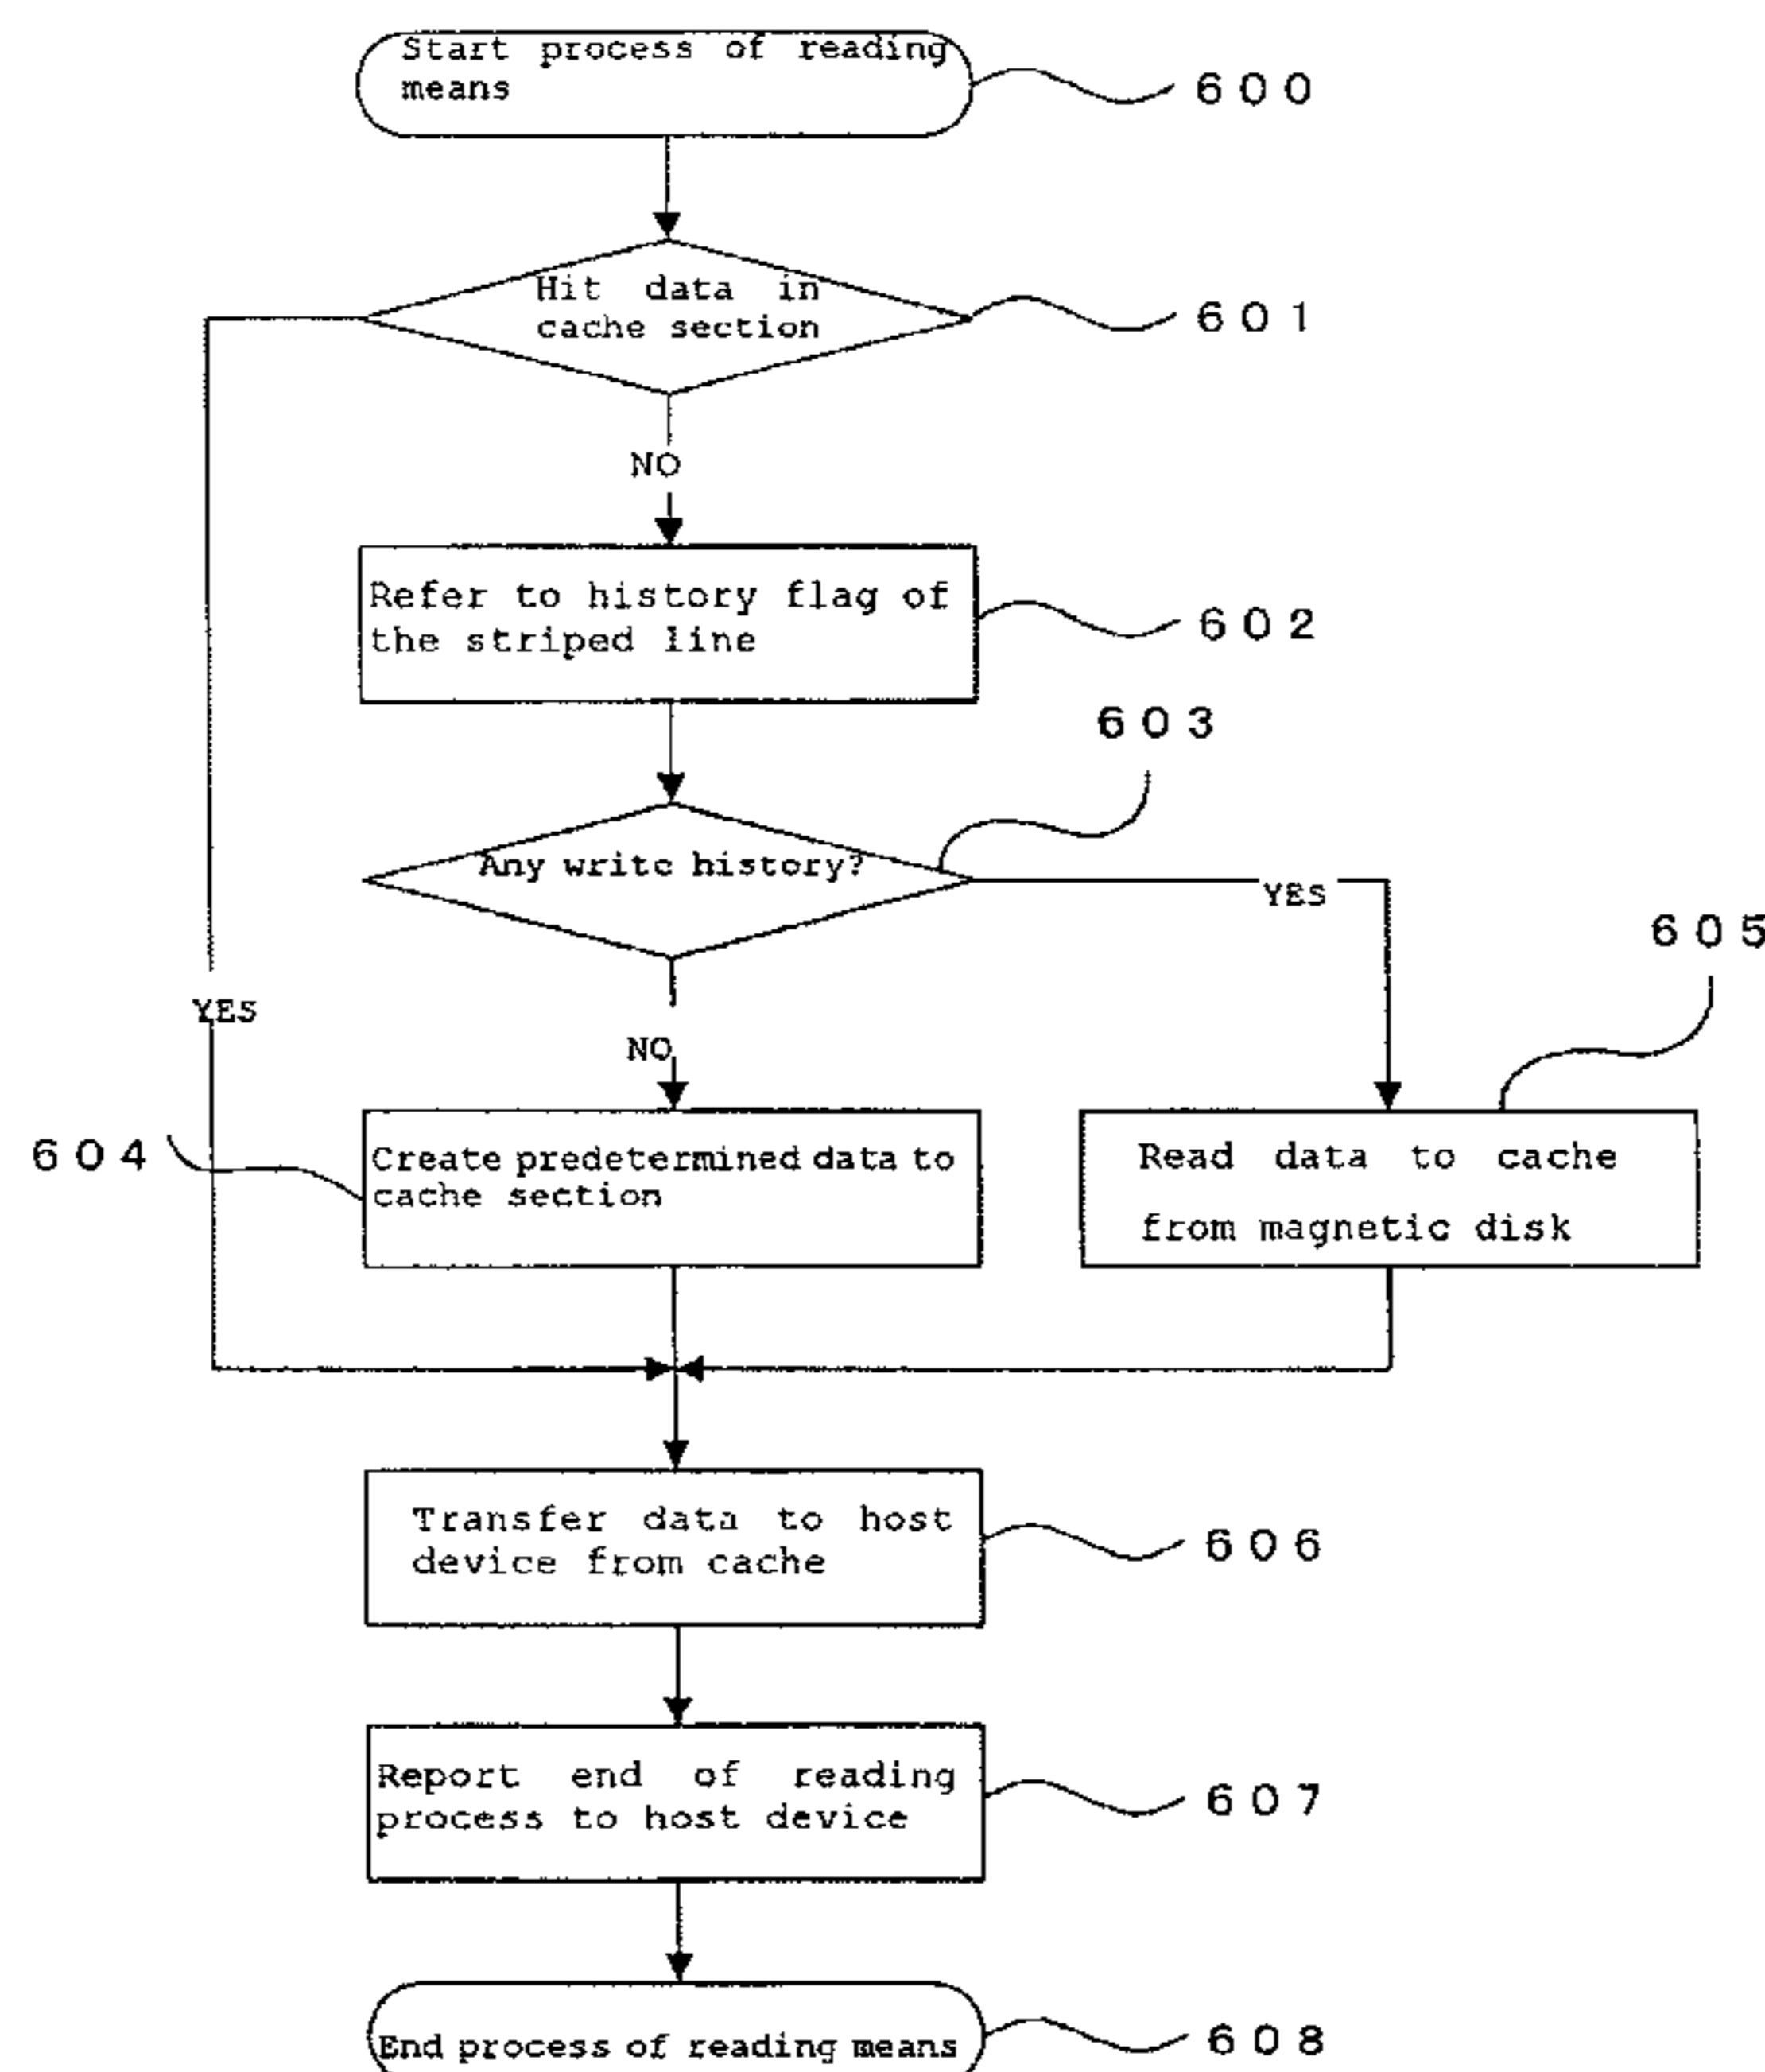 Start process of reading
means
600
Hit data in
cache section
601
NO
Refer to history flag of
the striped line
602
603
Any write history?
YES
605
YES
NO
604
Create predetermined data to
cache section
Read data to cache
from magnetic disk
Transfer data to host
device from cache
606
Report end of reading
process to host device
607
End process of reading means
608